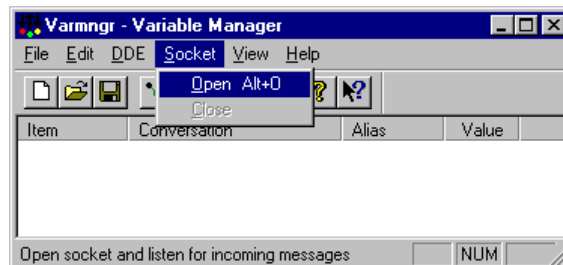 Varmngr - Variable Manager
File Edit DDE Socket View Help
Open Alt+O
Close
Item Conversation Alias Value
Open socket and listen for incoming messages NUM